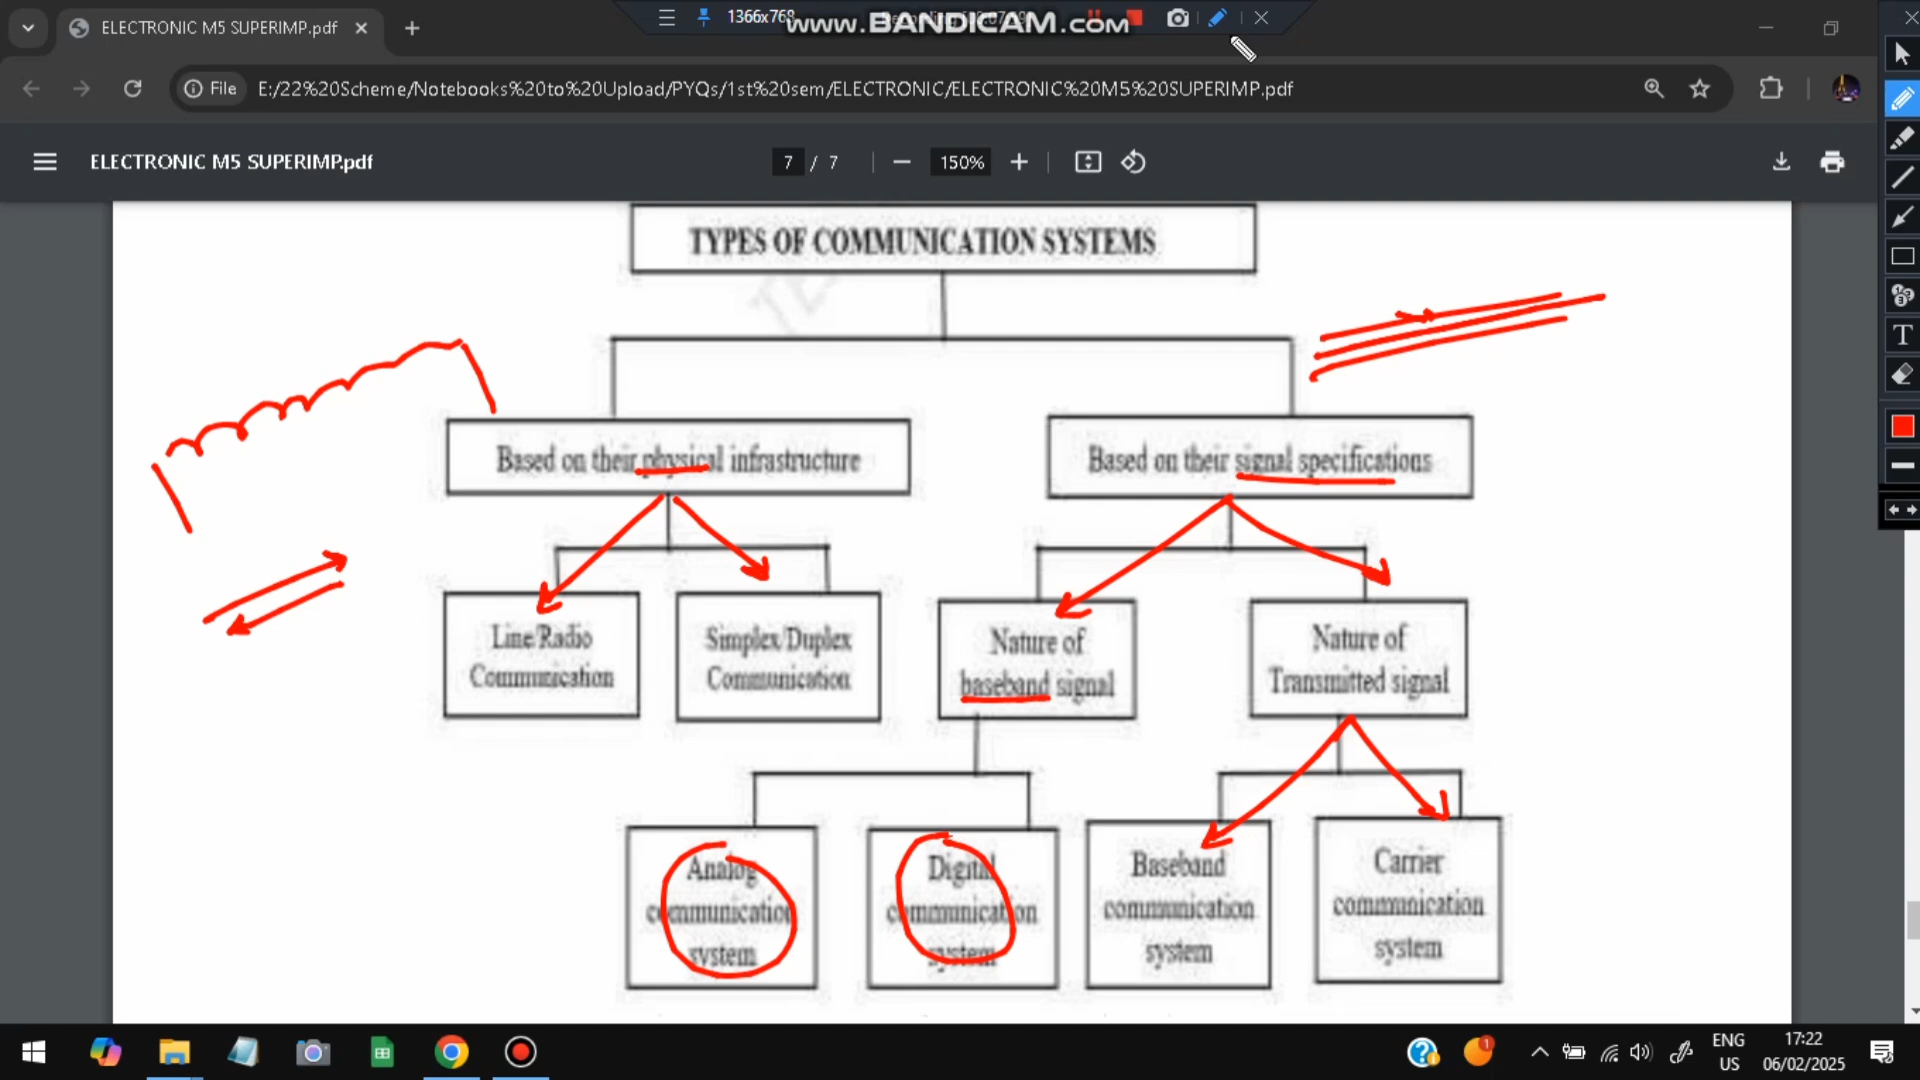 ELECTRONIC M5 SUPERIMP.pdf
1366x768
www.BANDICAM.com
File
E:/22%20Scheme/Notebooks%20to%20Upload/PYQs/1st%20sem/ELECTRONIC/ELECTRONIC%20M5%20SUPERIMP.pdf
ELECTRONIC M5 SUPERIMP.pdf
7 / 7
150%
TYPES OF COMMUNICATION SYSTEMS
Based on their physical infrastructure
Based on their signal specifications
Line/Radio
Communication
Simplex/Duplex
Communication
Nature of
baseband signal
Nature of
Transmitted signal
Analog
communication
system
Digital
communication
system
Baseband
communication
system
Carrier
communication
system
T
1
ENG
US
17:22
06/02/2025